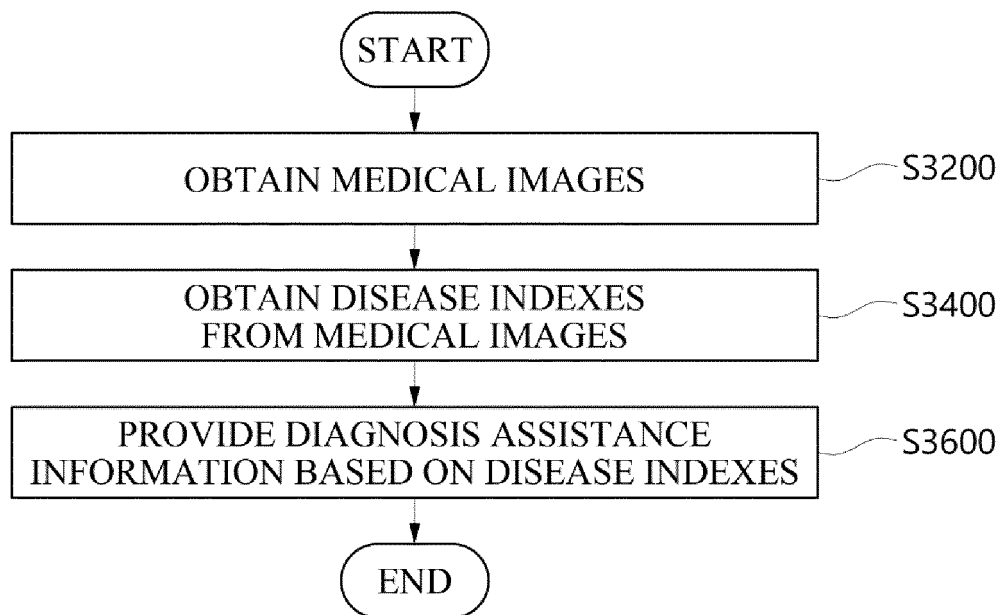 START
OBTAIN MEDICAL IMAGES
S3200
OBTAIN DISEASE INDEXES
FROM MEDICAL IMAGES
S3400
PROVIDE DIAGNOSIS ASSISTANCE
INFORMATION BASED ON DISEASE INDEXES
S3600
END